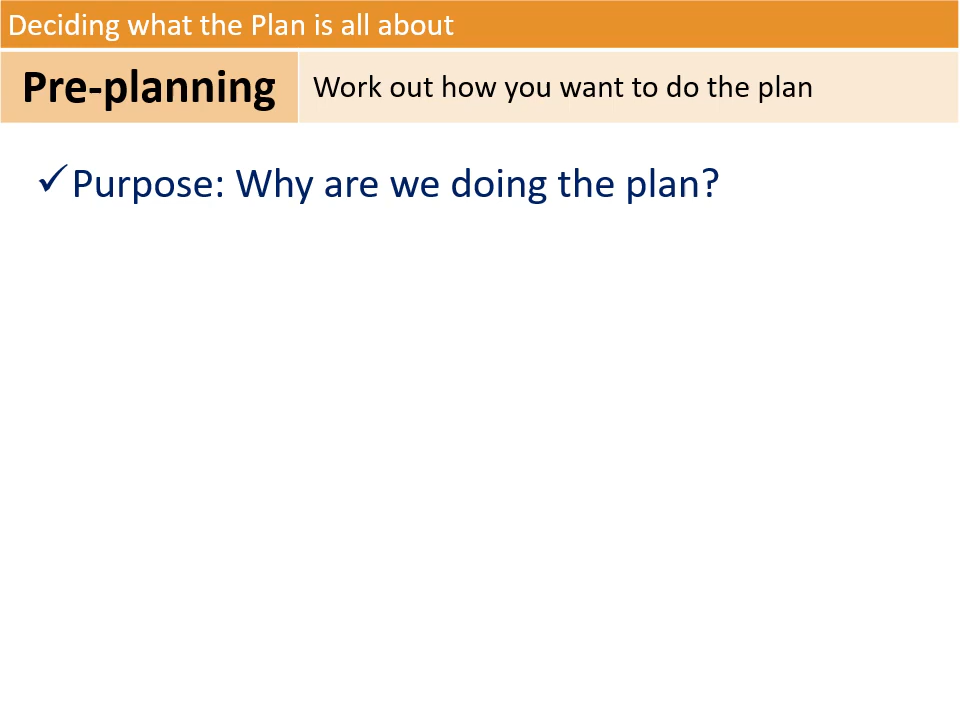 Deciding what the Plan is all about
Pre-planning
Work out how you want to do the plan
✓Purpose: Why are we doing the plan?